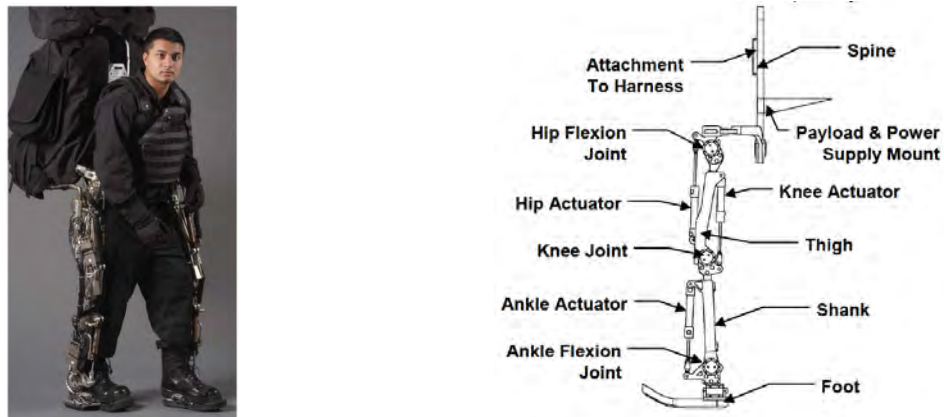 Attachment
To Harness
Spine
Hip Flexion
Joint
Payload & Power
Supply Mount
Hip Actuator
Knee Actuator
Knee Joint
Thigh
Ankle Actuator
Shank
Ankle Flexion
Joint
Foot